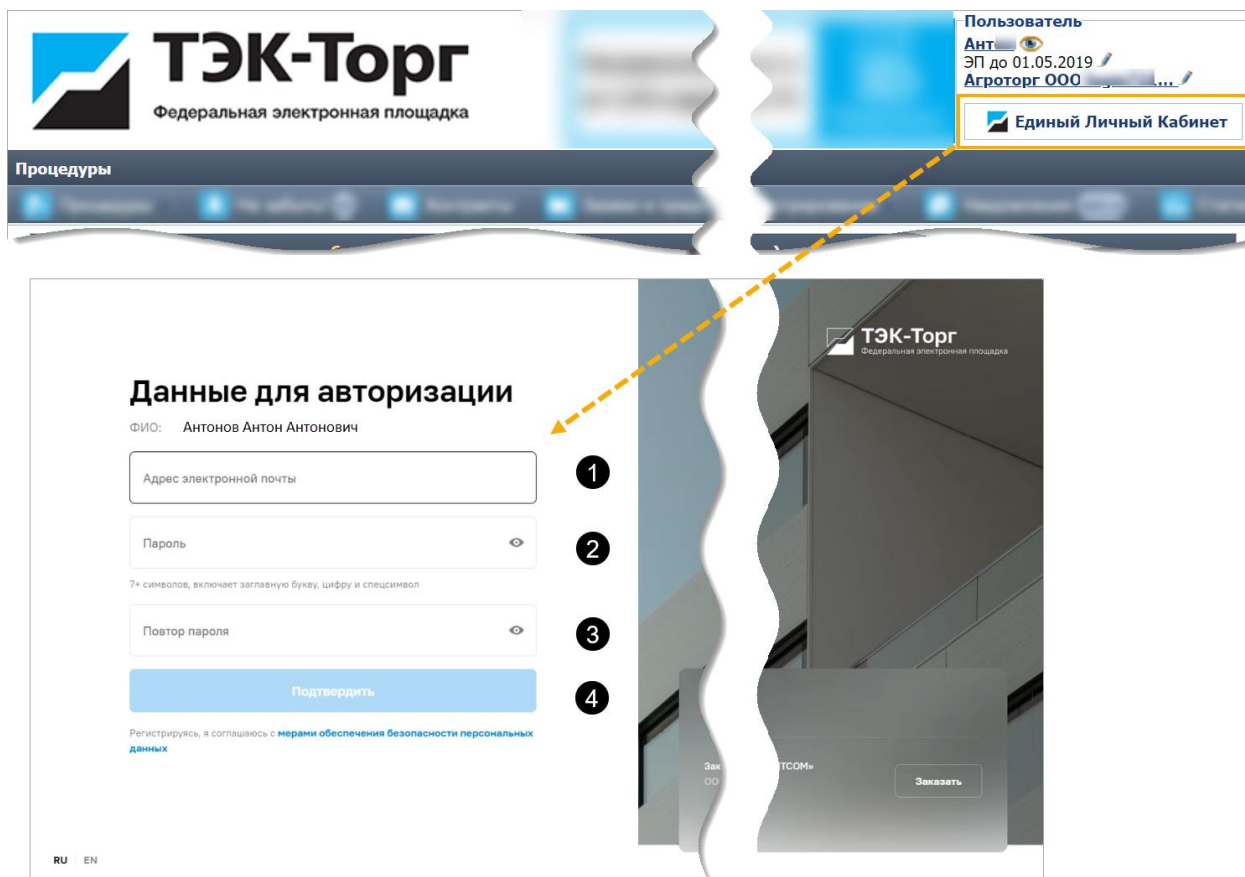 ТЭК-Торг
Федеральная электронная площадка
Пользователь
Ант
ЭП до 01.05.2019
Агроторг ООО ...
Единый Личный Кабинет
Процедуры
ТЭК-Торг
Федеральная электронная площадка
Данные для авторизации
ФИО: Антонов Антон Антонович
Адрес электронной почты
1
Пароль
2
7+ символов, включает заглавную букву, цифру и спецсимвол
Повтор пароля
3
Подтвердить
4
Регистрируясь, я соглашаюсь с мерами обеспечения безопасности персональных
данных
Зак ТСОМ»
ОО
Заказать
RU EN